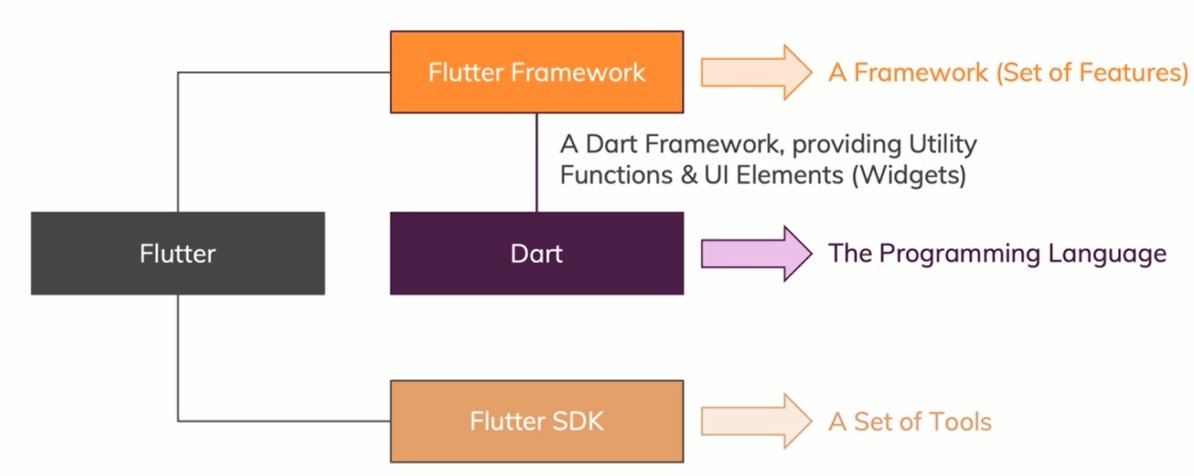 Flutter Framework
A Framework (Set of Features)
A Dart Framework, providing Utility
Functions & UI Elements (Widgets)
Flutter
Dart
The Programming Language
Flutter SDK
A Set of Tools